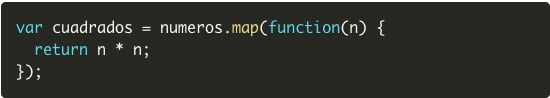 var cuadrados = numeros.map(function(n) {
  return n * n;
});